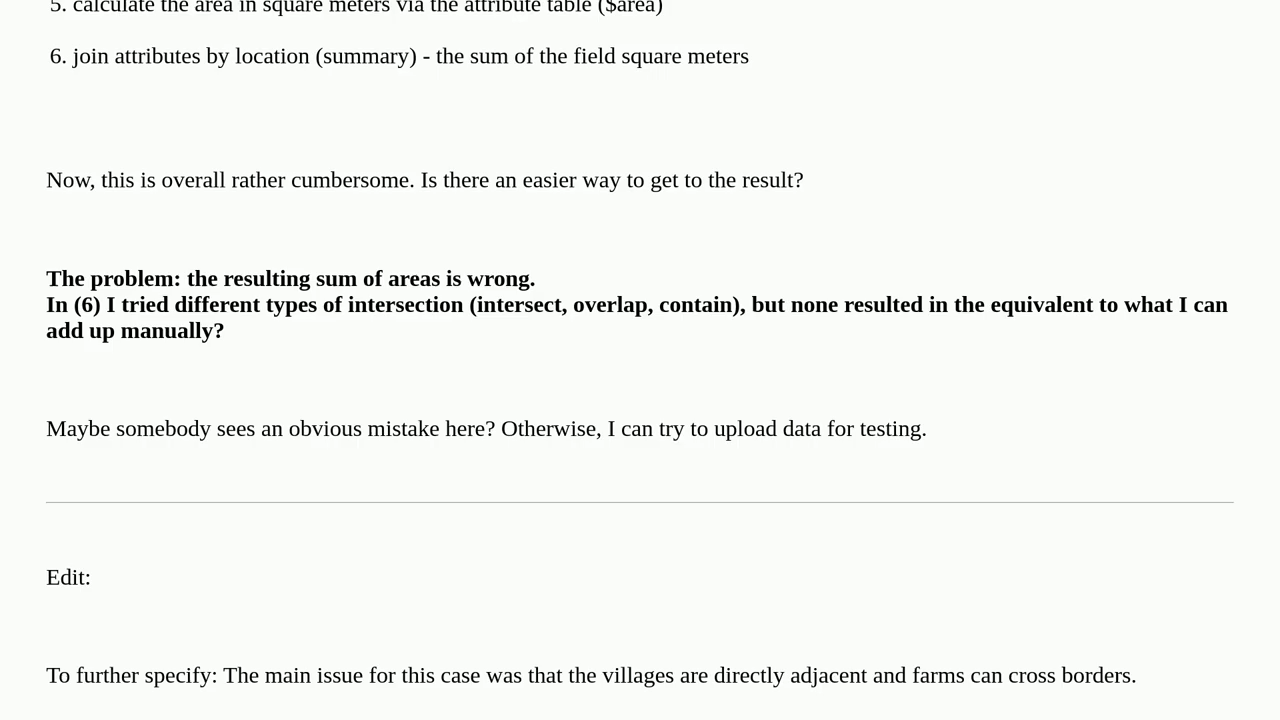 5. calculate the area in square meters via the attribute table ($area)
6. join attributes by location (summary) - the sum of the field square meters
Now, this is overall rather cumbersome. Is there an easier way to get to the result?
The problem: the resulting sum of areas is wrong.
In (6) I tried different types of intersection (intersect, overlap, contain), but none resulted in the equivalent to what I can
add up manually?
Maybe somebody sees an obvious mistake here? Otherwise, I can try to upload data for testing.
Edit:
To further specify: The main issue for this case was that the villages are directly adjacent and farms can cross borders.